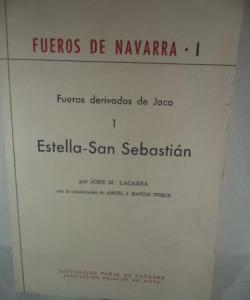 FUEROS DE NAVARRA - I
Fueros derivados de Jaca
1
Estella-San Sebastián
por JOSE Mª LACARRA
con la colaboración de ANGEL J. MARTIN DUQUE
DIPUTACION FORAL DE NAVARRA
INSTITUCION PRINCIPE DE VIANA